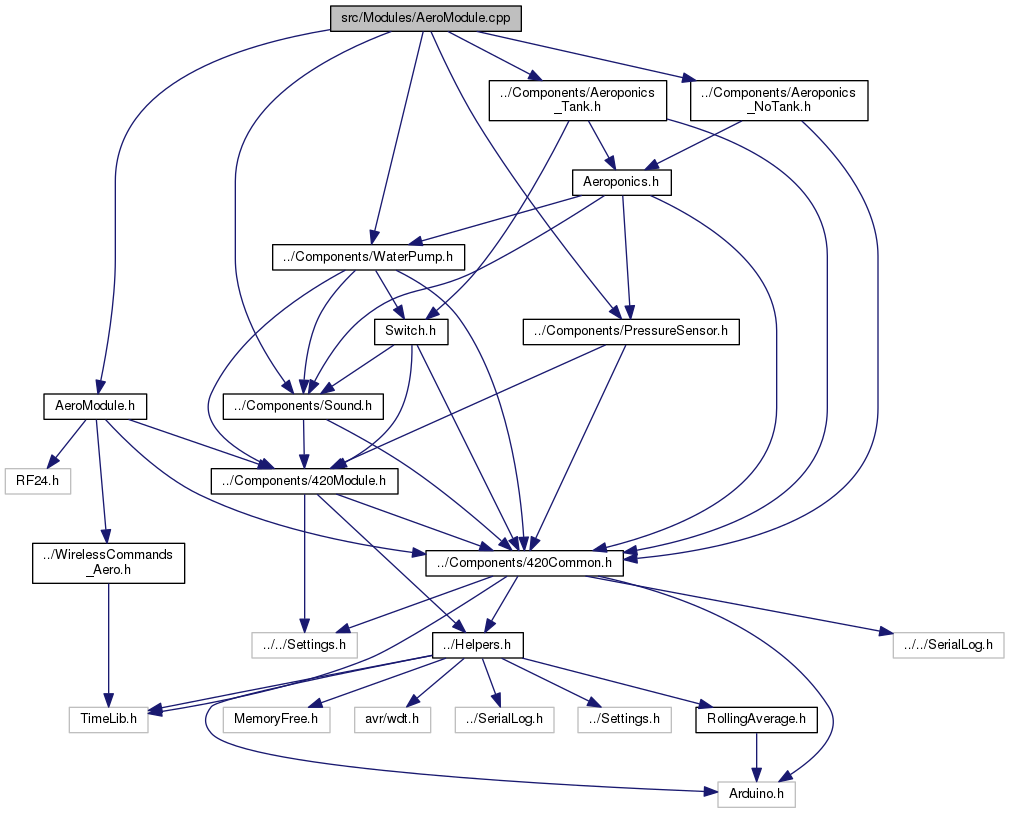 src/Modules/AeroModule.cpp
../Components/Aeroponics
_Tank.h
../Components/Aeroponics
_NoTank.h
Aeroponics.h
../Components/WaterPump.h
Switch.h
../Components/PressureSensor.h
AeroModule.h
../Components/Sound.h
RF24.h
../Components/420Module.h
../WirelessCommands
_Aero.h
../Components/420Common.h
../../Settings.h
../Helpers.h
../../SerialLog.h
TimeLib.h
MemoryFree.h
avr/wdt.h
../SerialLog.h
../Settings.h
RollingAverage.h
Arduino.h